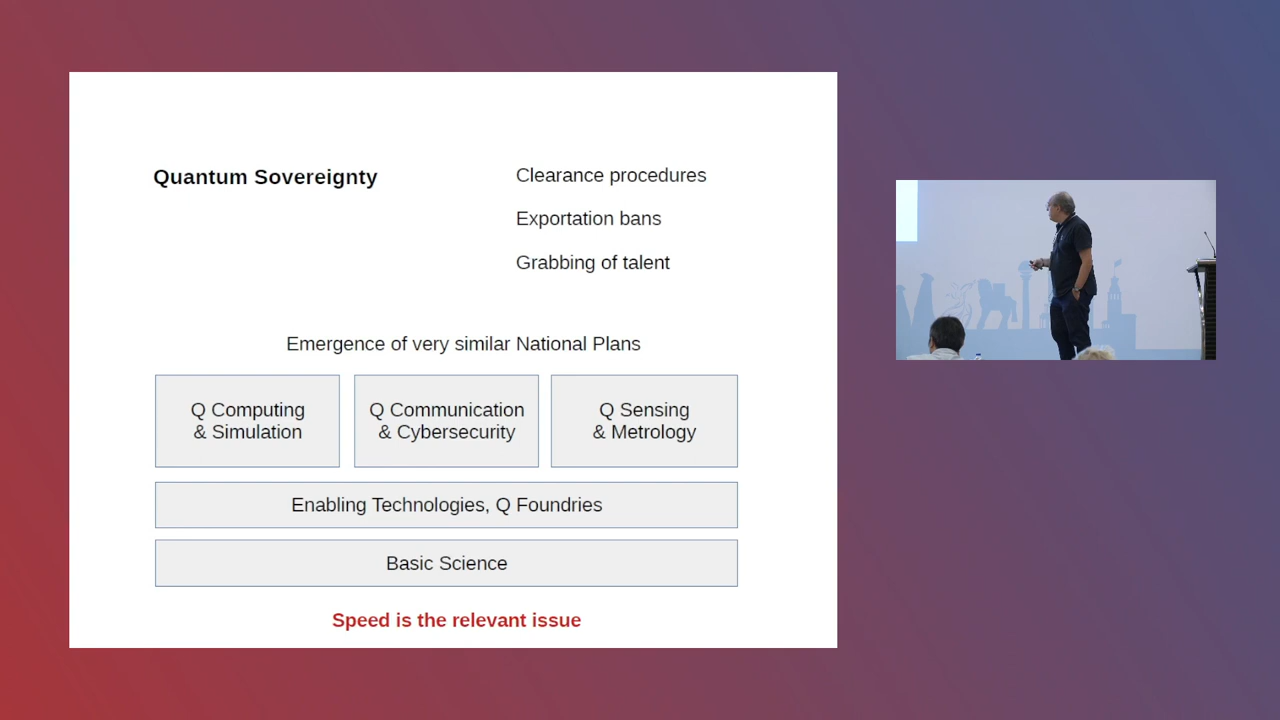 Quantum Sovereignty
Clearance procedures
Exportation bans
Grabbing of talent
Emergence of very similar National Plans
Q Computing
& Simulation
Q Communication
& Cybersecurity
Q Sensing
& Metrology
Enabling Technologies, Q Foundries
Basic Science
Speed is the relevant issue